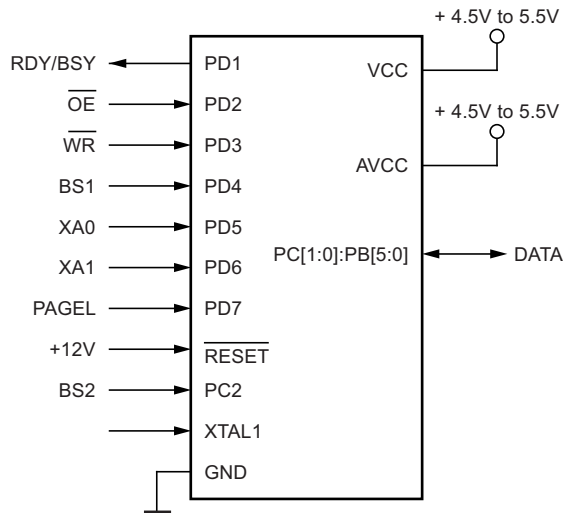 + 4.5V to 5.5V
RDY/BSY PD1 VCC
OE PD2
+ 4.5V to 5.5V
WR PD3
BS1 PD4 AVCC
XA0 PD5
PC[1:0]:PB[5:0] DATA
XA1 PD6
PAGEL PD7
+12V RESET
BS2 PC2
XTAL1
GND